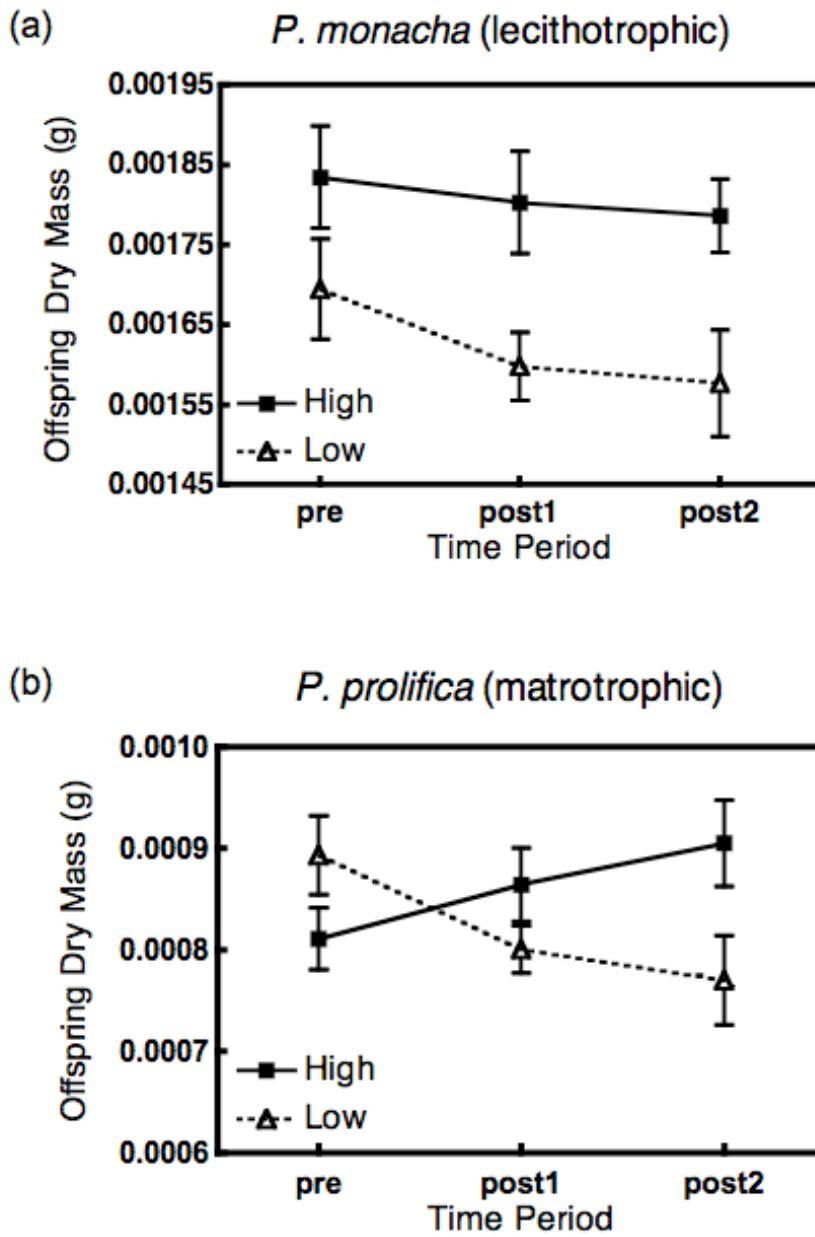 (a)
P. monacha (lecithotrophic)
Offspring Dry Mass (g)
0.00195
0.00185
0.00175
0.00165
0.00155
0.00145
High
Low
pre post1 post2
Time Period
(b)
P. prolifica (matrotrophic)
Offspring Dry Mass (g)
0.0010
0.0009
0.0008
0.0007
0.0006
High
Low
pre post1 post2
Time Period